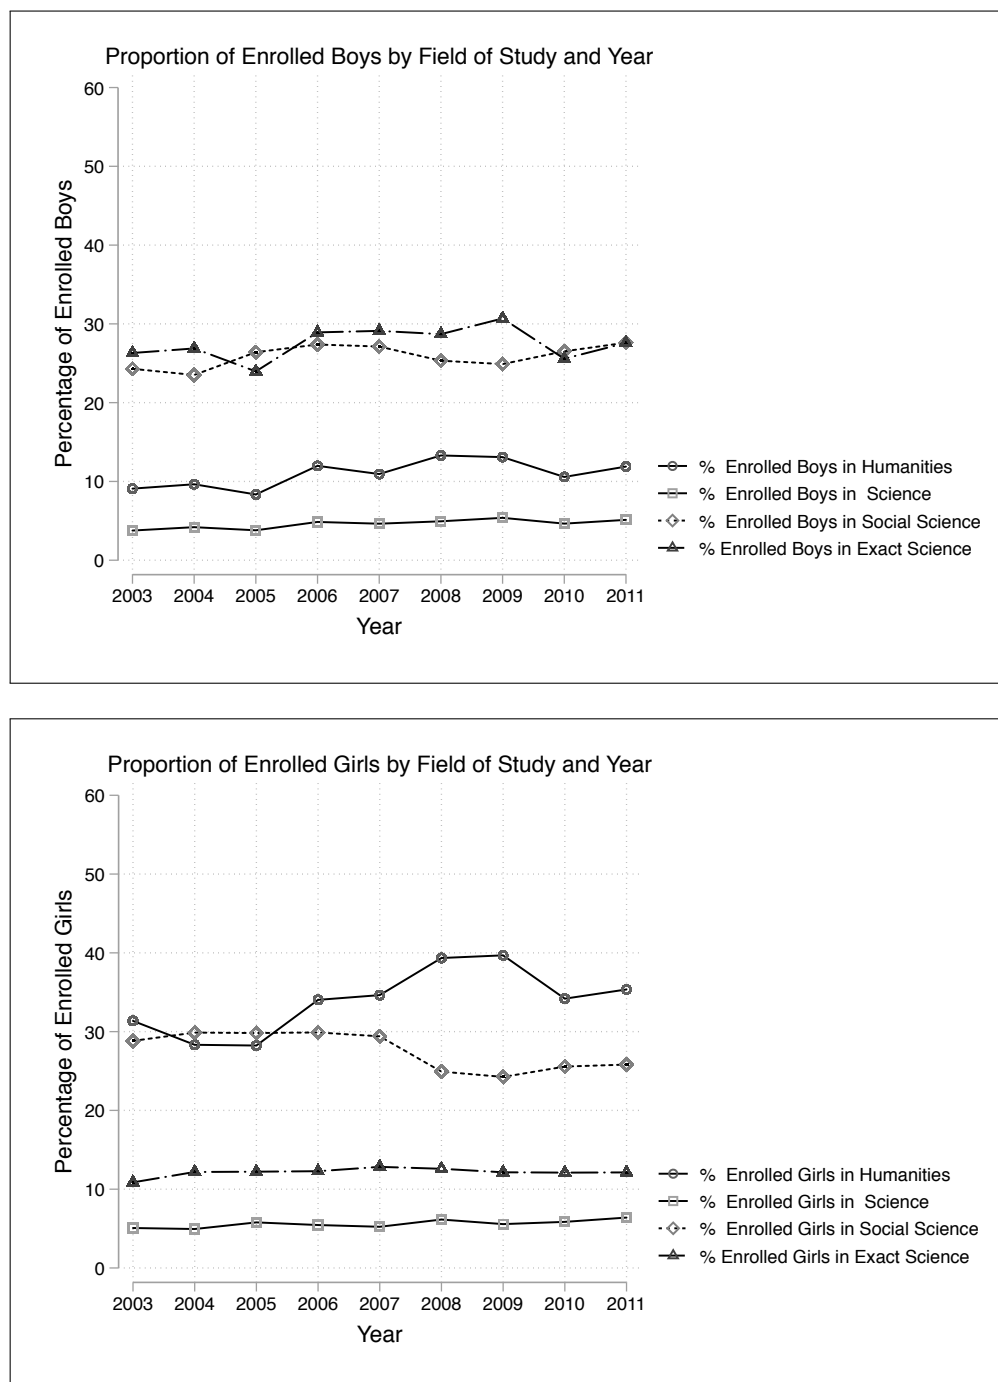 Proportion of Enrolled Boys by Field of Study and Year
60
50
40
30
20
10
0
Percentage of Enrolled Boys
2003 2004 2005 2006 2007 2008 2009 2010 2011
Year
% Enrolled Boys in Humanities
% Enrolled Boys in Science
% Enrolled Boys in Social Science
% Enrolled Boys in Exact Science
Proportion of Enrolled Girls by Field of Study and Year
60
50
40
30
20
10
0
Percentage of Enrolled Girls
2003 2004 2005 2006 2007 2008 2009 2010 2011
Year
% Enrolled Girls in Humanities
% Enrolled Girls in Science
% Enrolled Girls in Social Science
% Enrolled Girls in Exact Science